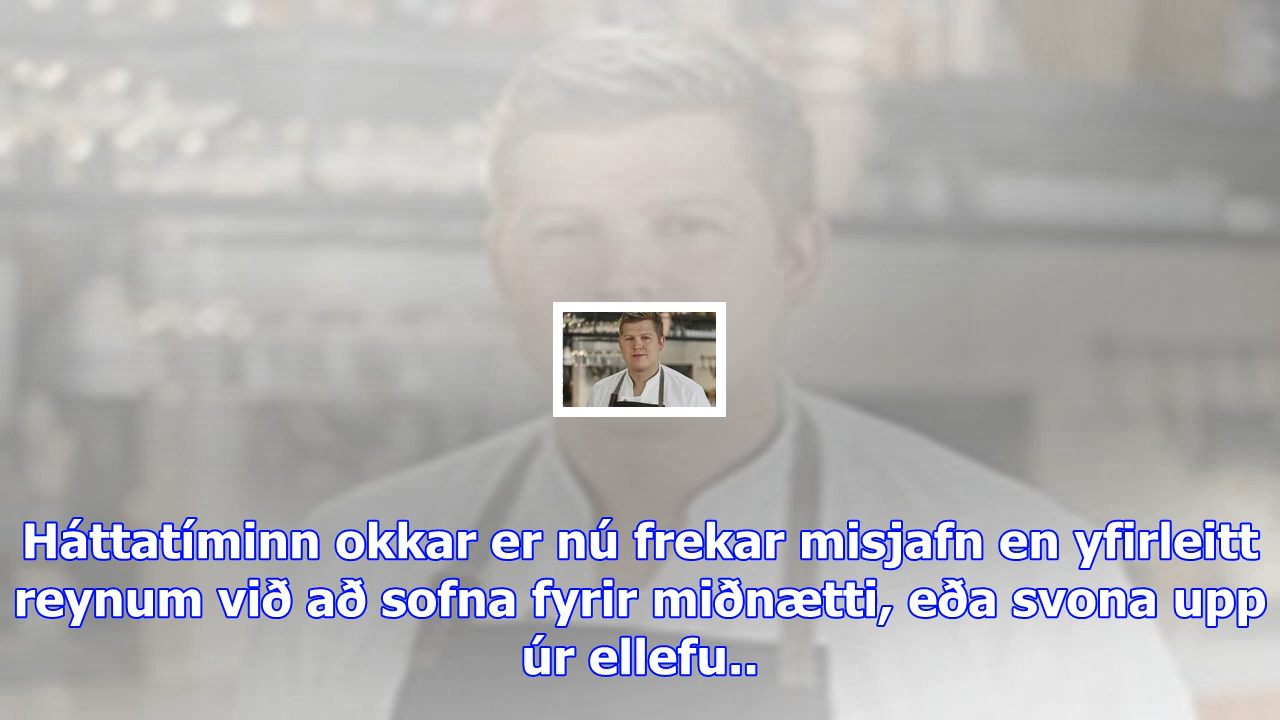 Háttatíminn okkar er nú frekar misjafn en yfirleitt
reynum við að sofna fyrir miðnætti, eða svona upp
úr ellefu..